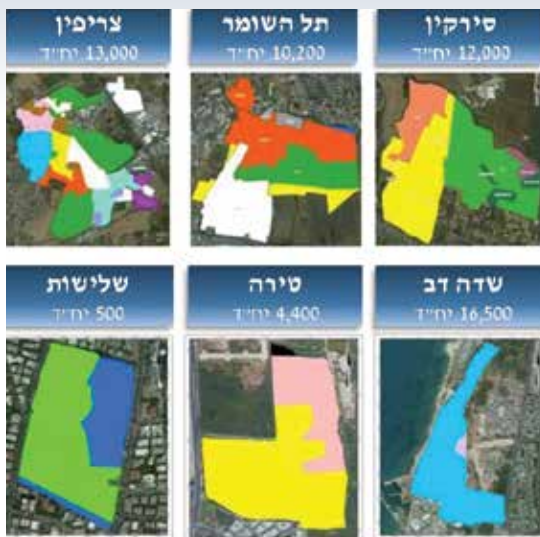 סירקין
12,000 יח״ד
תל השומר
10,200 יח״ד
צריפין
13,000 יח״ד
שדה דב
16,500 יח״ד
טירה
4,400 יח״ד
שלישות
500 יח״ד